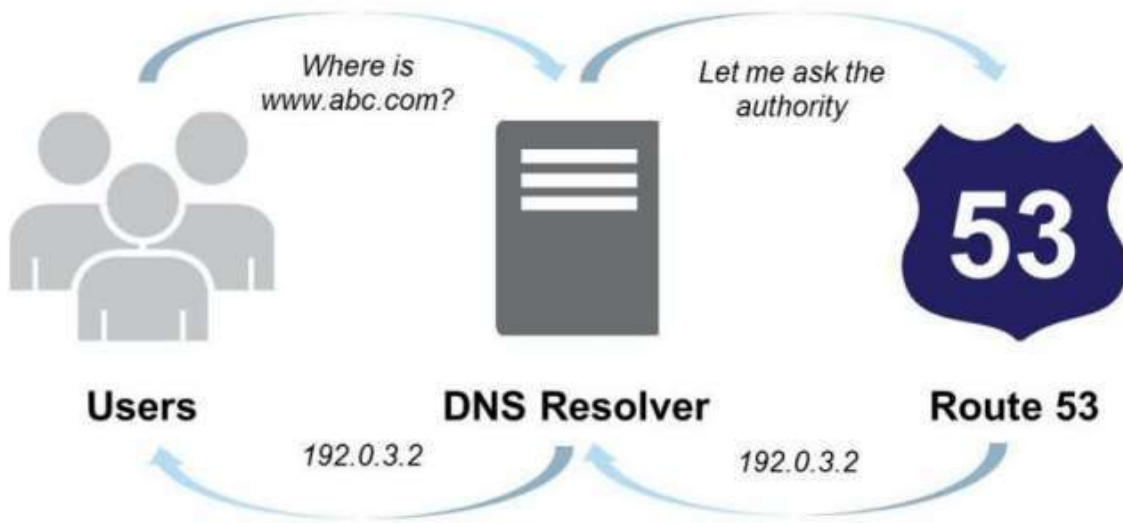 Where is
www.abc.com?
Let me ask the
authority
53
Users
DNS Resolver
Route 53
192.0.3.2
192.0.3.2